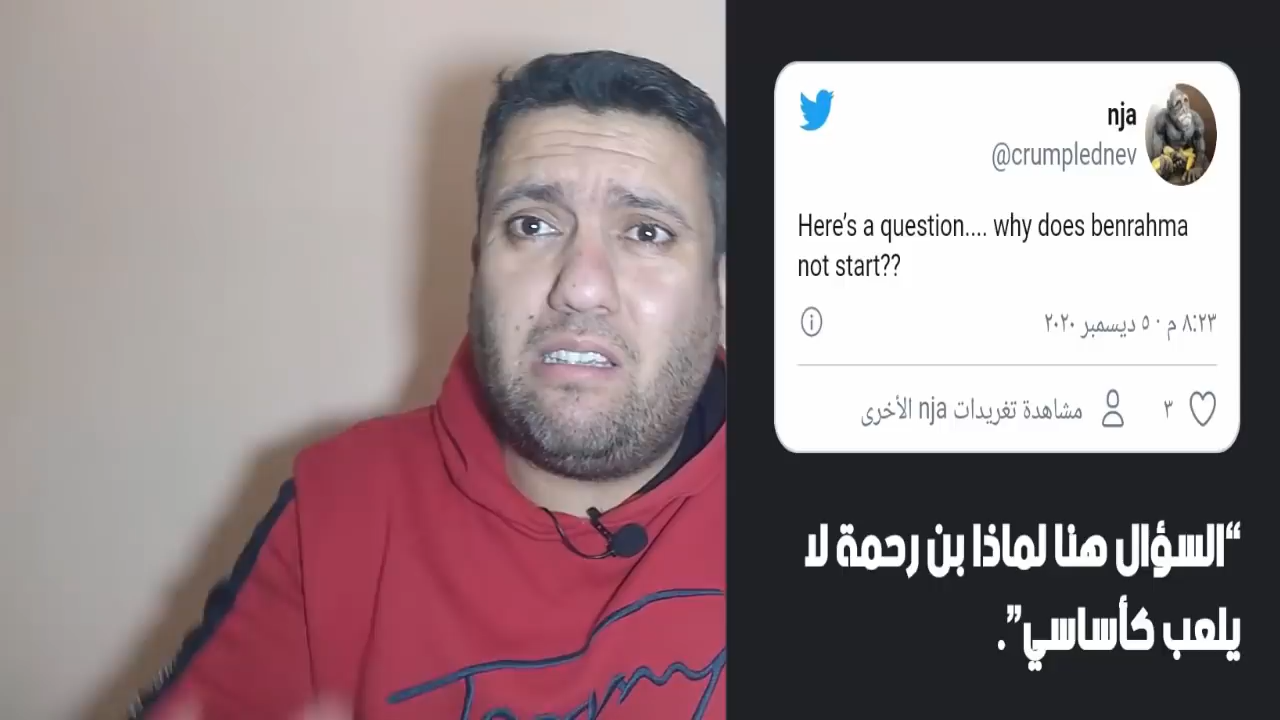 nja
@crumplednev
Here's a question.... why does benrahma
not start??
٨:٢٣ م · ٥ ديسمبر ٢٠٢٠
٣
مشاهدة تغريدات nja الأخرى
“السؤال هنا لماذا بن رحمة لا
يلعب كأساسي”.